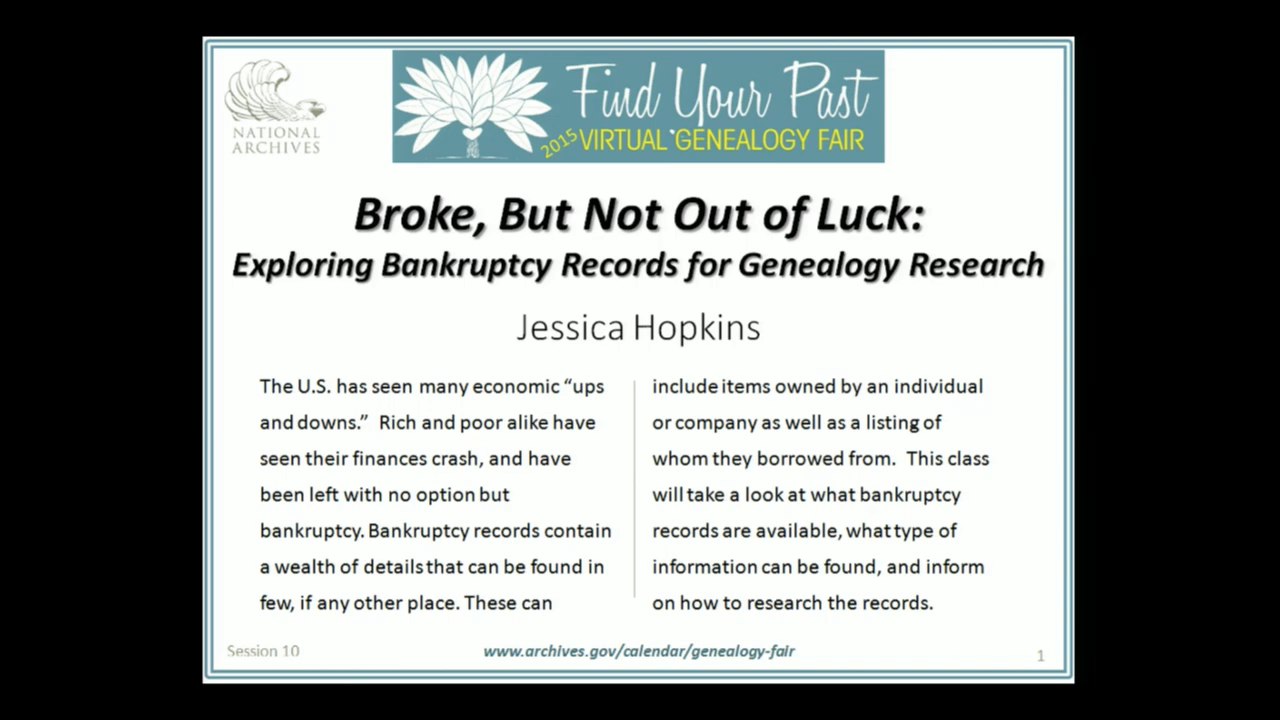 NATIONAL
ARCHIVES
Find Your Past
2015 VIRTUAL GENEALOGY FAIR
Broke, But Not Out of Luck:
Exploring Bankruptcy Records for Genealogy Research
Jessica Hopkins
The U.S. has seen many economic “ups
and downs.” Rich and poor alike have
seen their finances crash, and have
been left with no option but
bankruptcy. Bankruptcy records contain
a wealth of details that can be found in
few, if any other place. These can
include items owned by an individual
or company as well as a listing of
whom they borrowed from. This class
will take a look at what bankruptcy
records are available, what type of
information can be found, and inform
on how to research the records.
Session 10
www.archives.gov/calendar/genealogy-fair
1